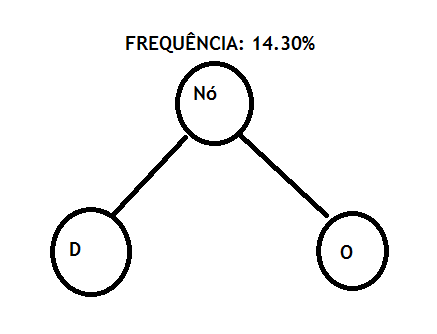 FREQUÊNCIA: 14.30%
Nó
D
O